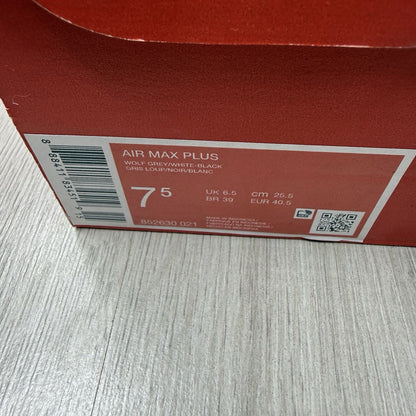 AIR MAX PLUS
WOLF GREY/WHITE-BLACK
GRIS LOUP/NOIR/BLANC
7 5
UK 6.5 cm 25.5
BR 39 EUR 40.5
852630 021